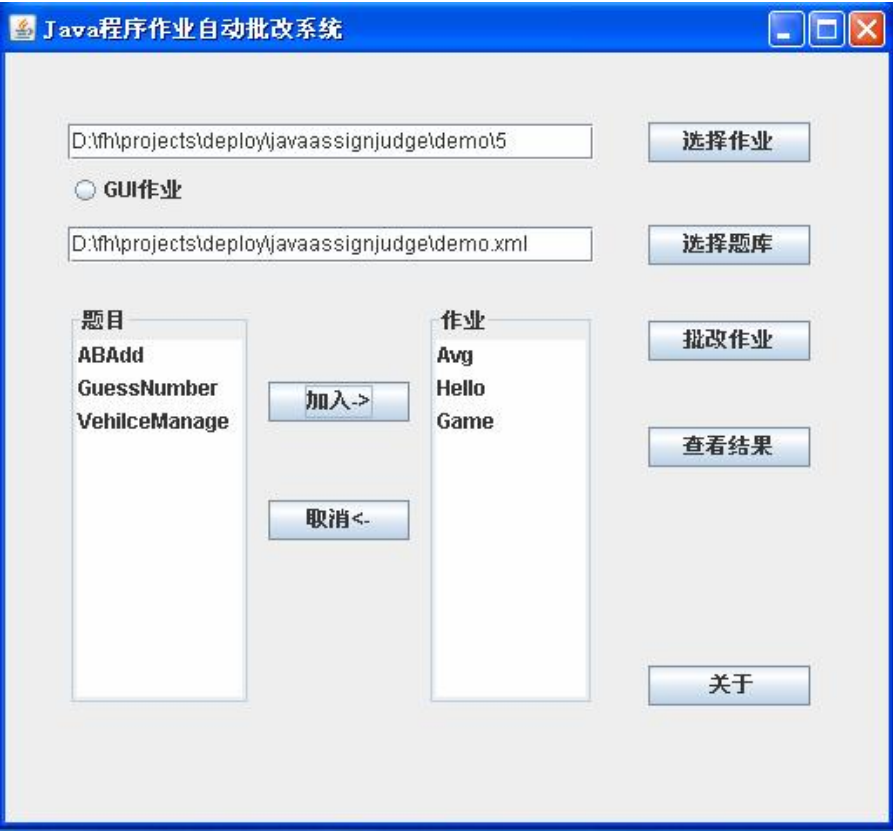 Java程序作业自动批改系统
D:\fh\projects\deploy\javaassignjudge\demo\5
选择作业
GUI作业
D:\fh\projects\deploy\javaassignjudge\demo.xml
选择题库
题目
ABAdd
GuessNumber
VehilceManage
加入->
取消<-
作业
Avg
Hello
Game
批改作业
查看结果
关于